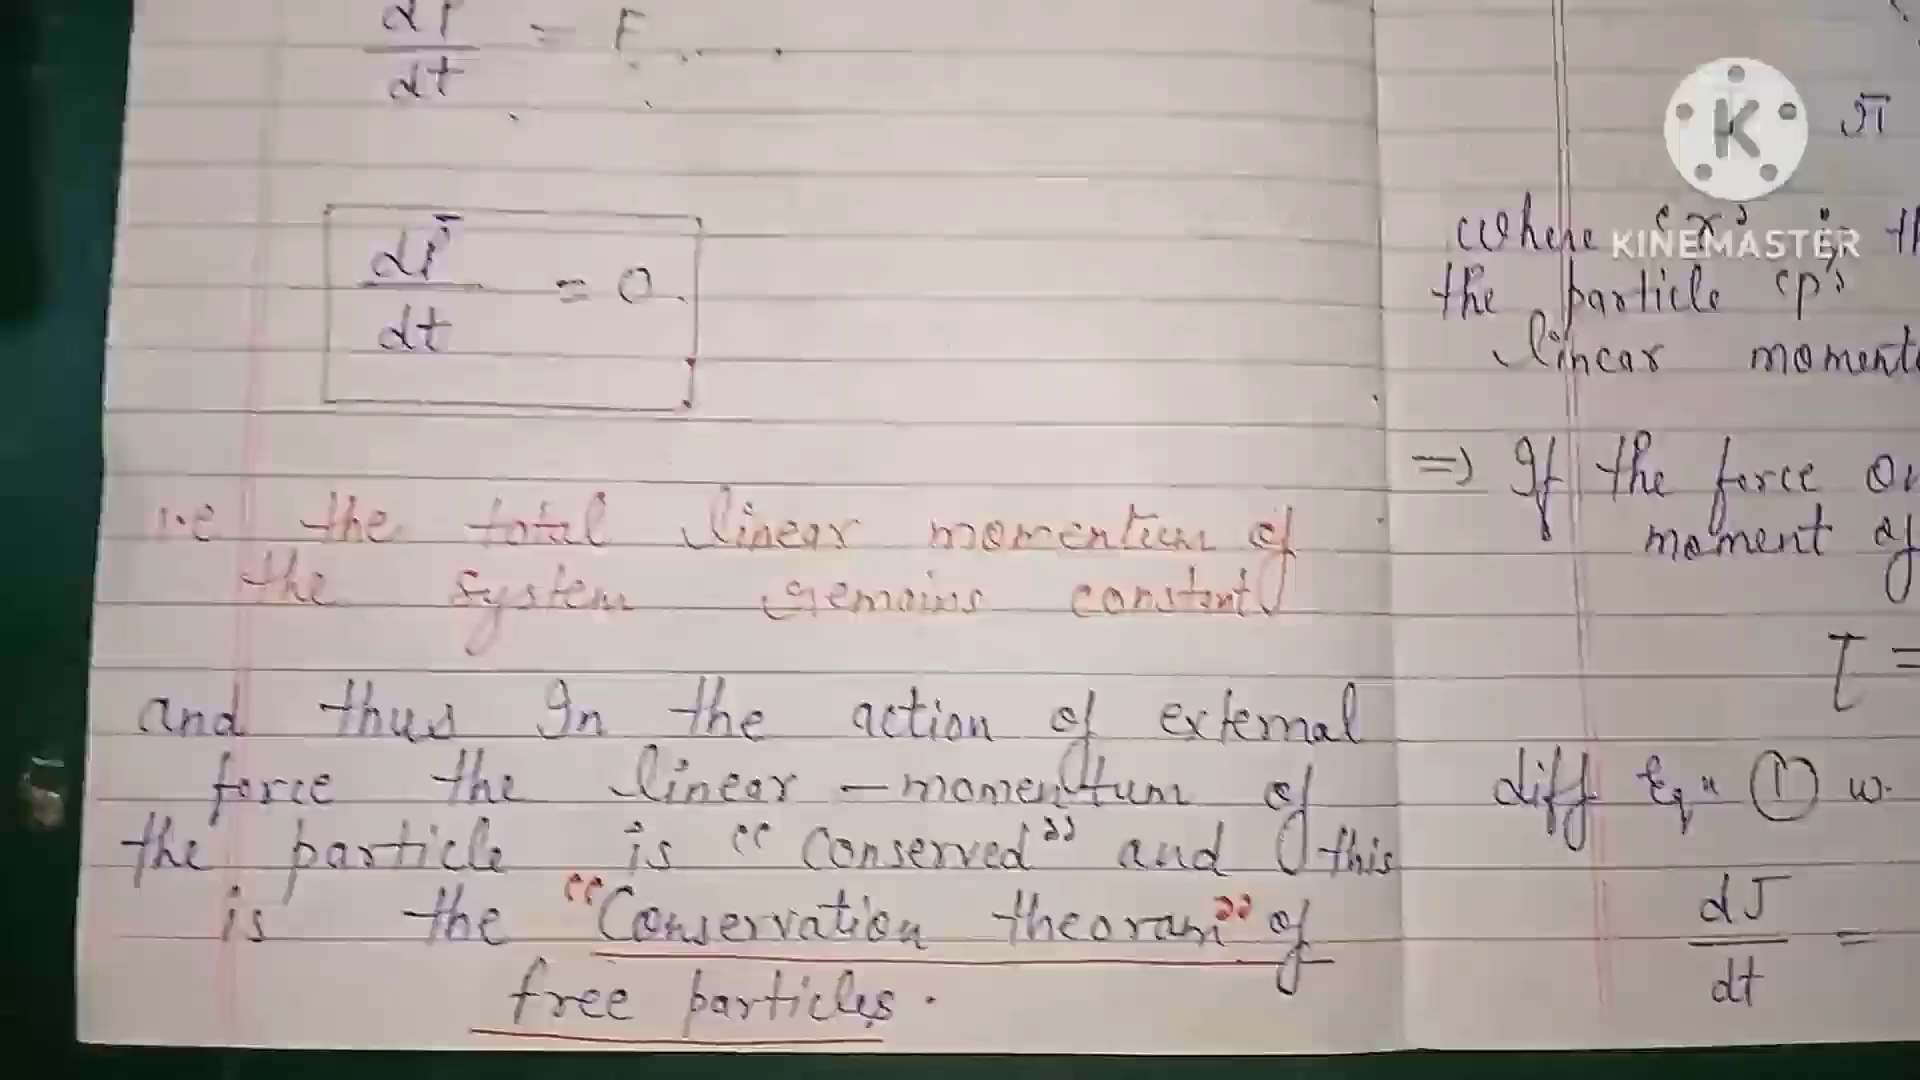 dP
dt = F ....
dP̄
dt = 0
i.e the total linear momentum of
the system remains constant
and thus In the action of external
force the linear - momentum of
the particle is "Conserved" and this
is the "Conservation theoram" of
free particles.
KINEMASTER
where 'r' is
the particle 'p'
linear
=) If the force
moment of
τ =
diff Eqn ① w.
dJ
dt =